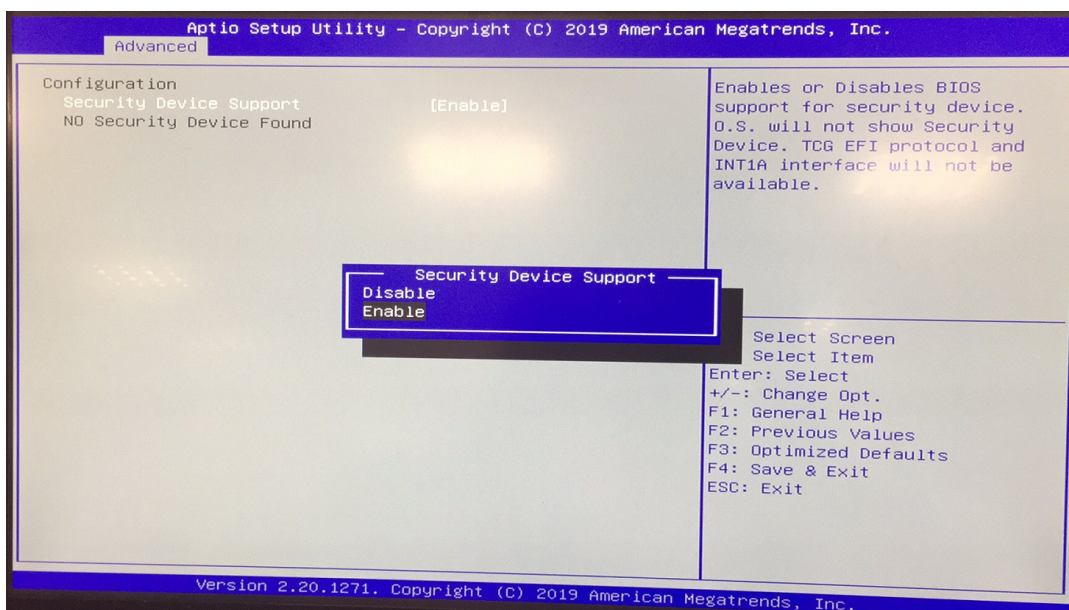 Aptio Setup Utility – Copyright (C) 2019 American Megatrends, Inc.
Advanced
Configuration
Security Device Support [Enable]
NO Security Device Found
Enables or Disables BIOS
support for security device.
O.S. will not show Security
Device. TCG EFI protocol and
INT1A interface will not be
available.
Security Device Support
Disable
Enable
Select Screen
Select Item
Enter: Select
+/-: Change Opt.
F1: General Help
F2: Previous Values
F3: Optimized Defaults
F4: Save & Exit
ESC: Exit
Version 2.20.1271. Copyright (C) 2019 American Megatrends, Inc.